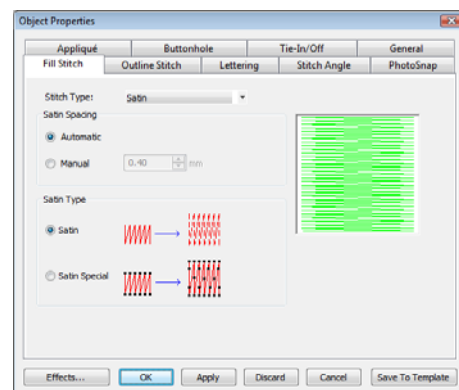 Object Properties
Appliqué Buttonhole Tie-In/Off General
Fill Stitch Outline Stitch Lettering Stitch Angle PhotoSnap
Stitch Type: Satin
Satin Spacing
Automatic
Manual 0.40 mm
Satin Type
Satin
Satin Special
Effects... OK Apply Discard Cancel Save To Template